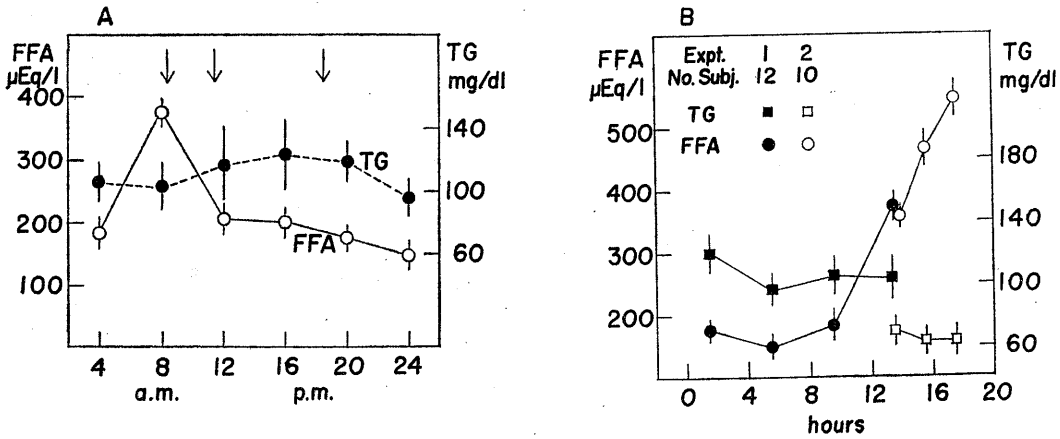 A
FFA
μEq/l
TG
mg/dl
400
300
200
100
140
100
60
TG
FFA
4 8 12 16 20 24
a.m. p.m.
B
FFA
μEq/l
TG
mg/dl
Expt. 1 2
No. Subj. 12 10
TG
FFA
500
400
300
200
180
140
100
60
0 4 8 12 16 20
hours